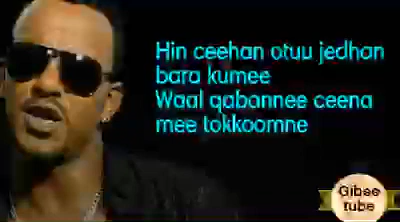 Hin ceehan otuu jedhan
bara kumee
Waal qabannee ceena
mee tokkoomne
Gibee
tube